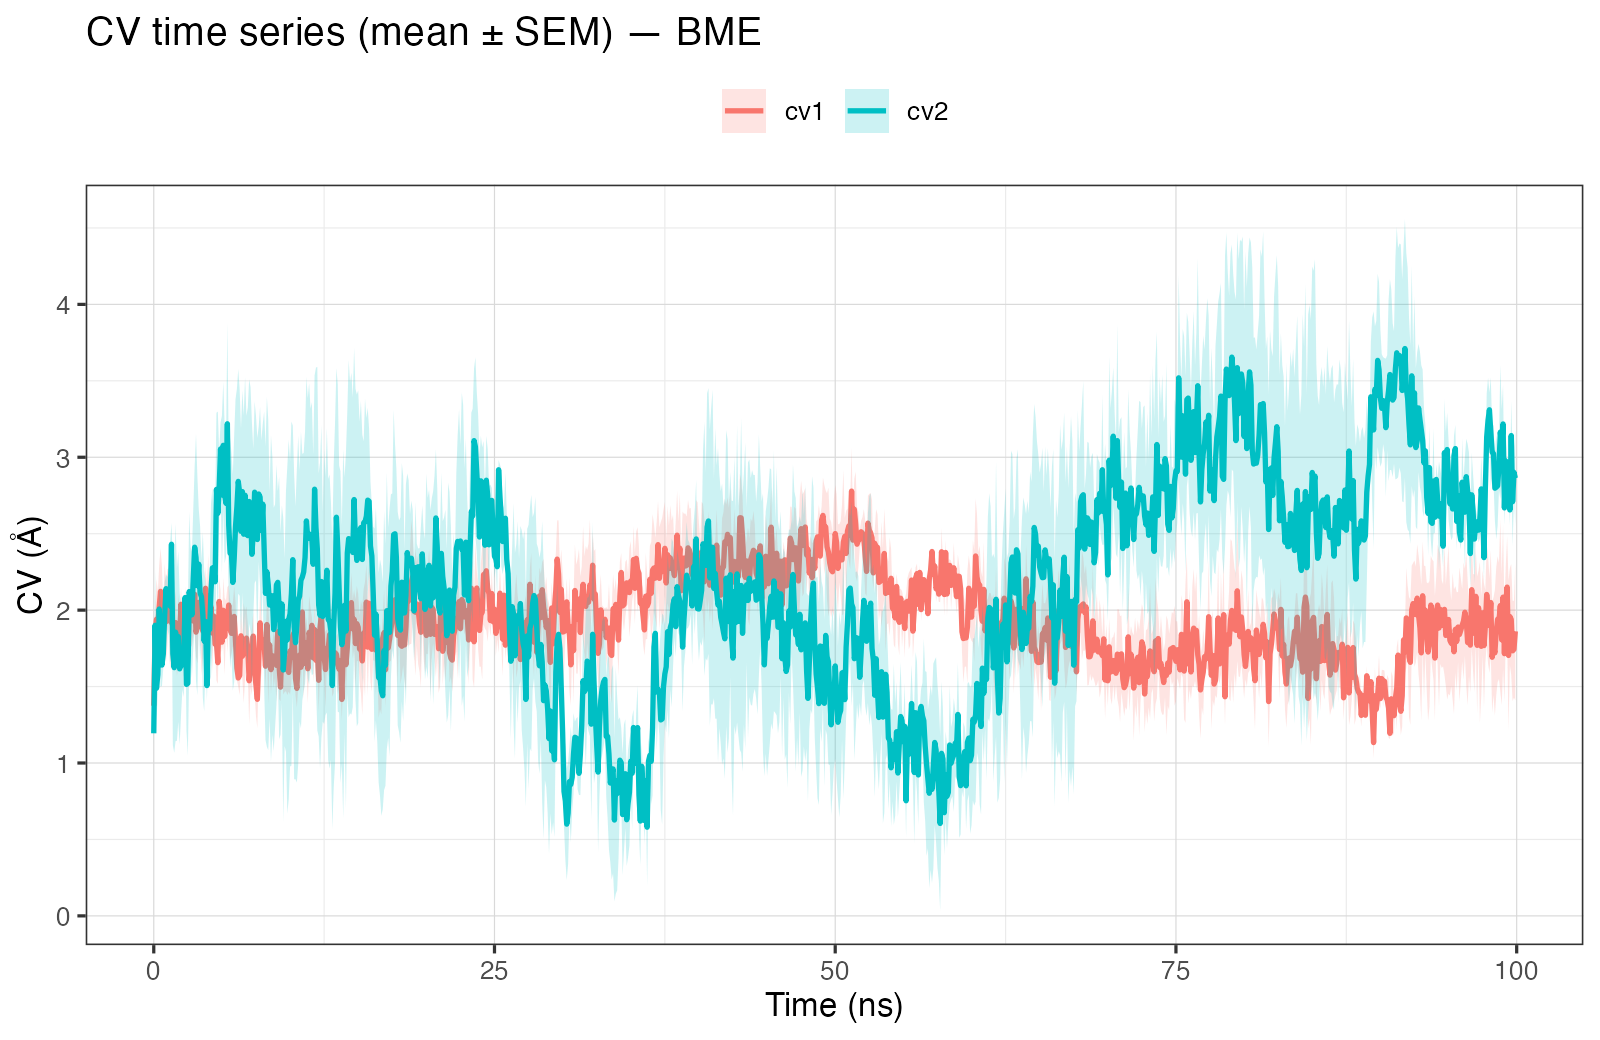 CV time series (mean ± SEM) — BME
cv1 cv2
CV (Å)
4
3
2
1
0
0 25 50 75 100
Time (ns)